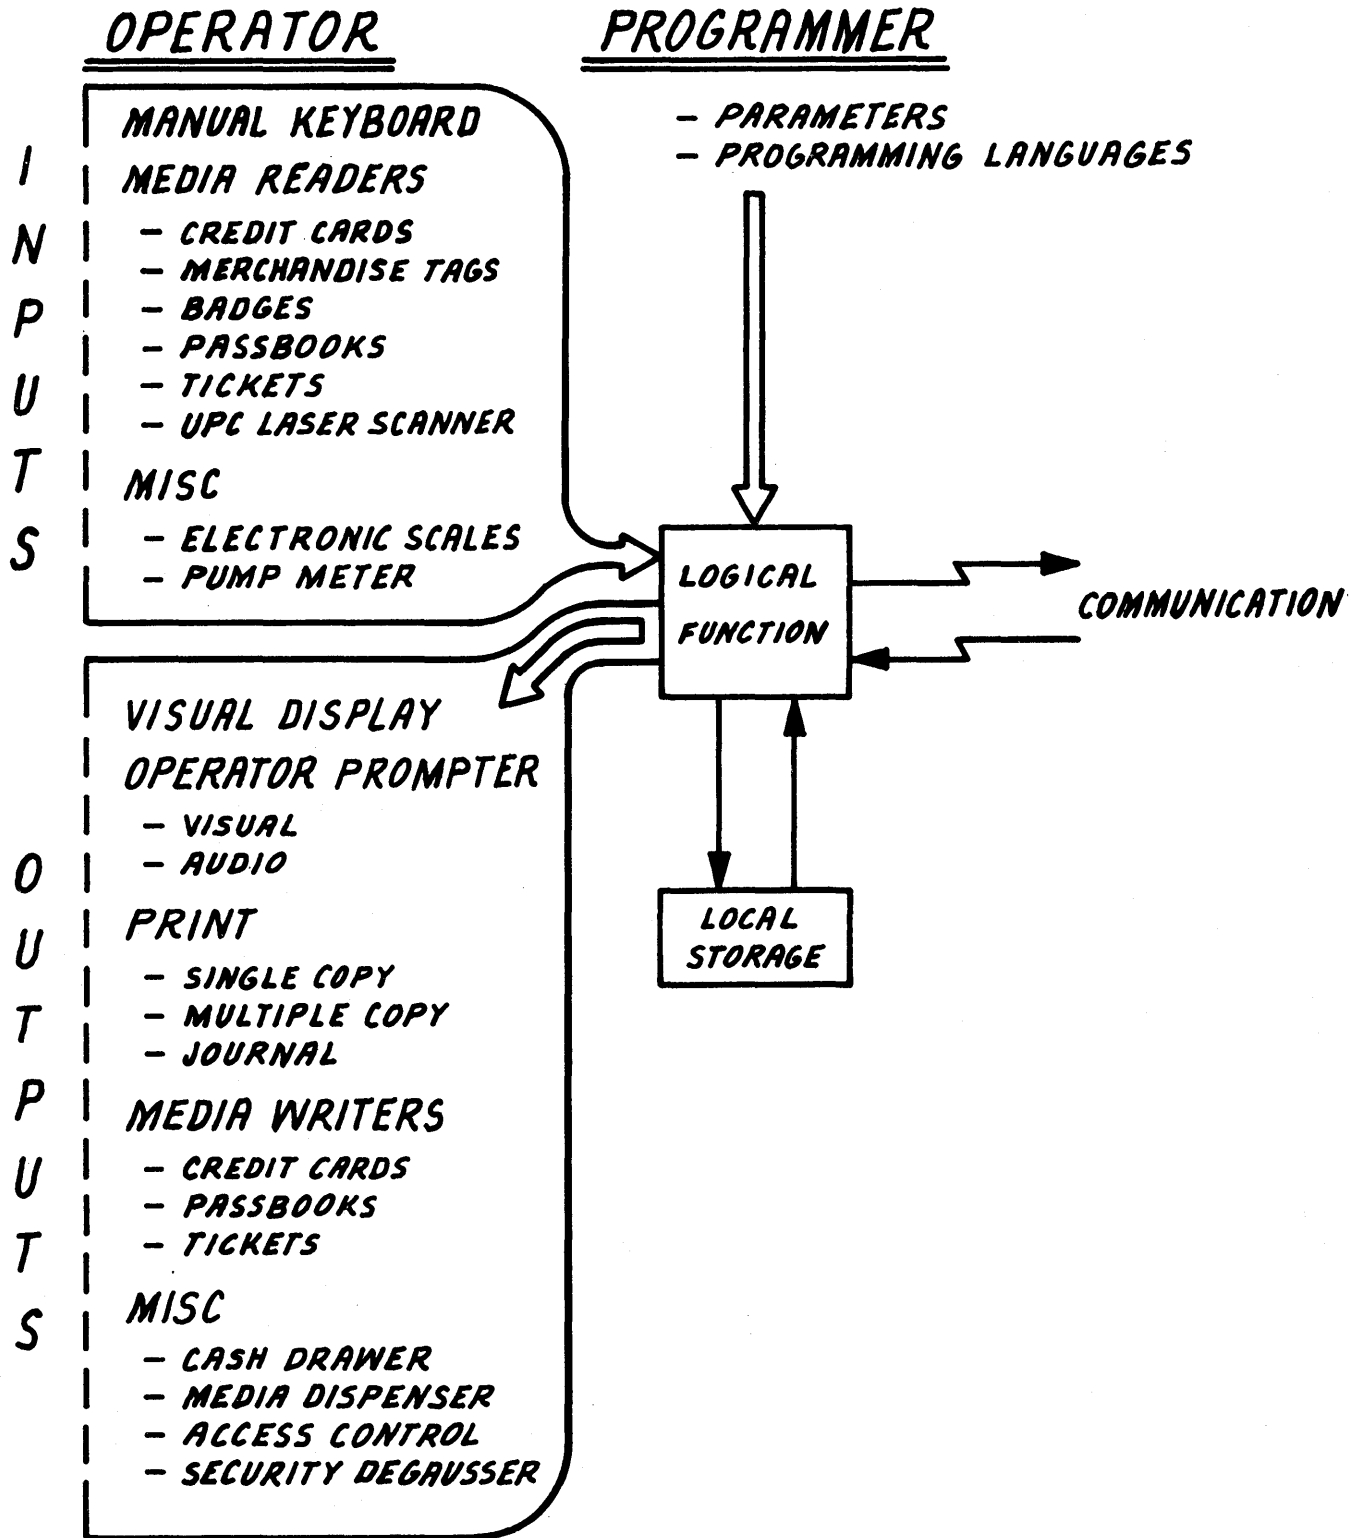 OPERATOR
PROGRAMMER
INPUTS
MANUAL KEYBOARD
MEDIA READERS
- CREDIT CARDS
- MERCHANDISE TAGS
- BADGES
- PASSBOOKS
- TICKETS
- UPC LASER SCANNER
MISC
- ELECTRONIC SCALES
- PUMP METER
- PARAMETERS
- PROGRAMMING LANGUAGES
LOGICAL
FUNCTION
COMMUNICATION
LOCAL
STORAGE
OUTPUTS
VISUAL DISPLAY
OPERATOR PROMPTER
- VISUAL
- AUDIO
PRINT
- SINGLE COPY
- MULTIPLE COPY
- JOURNAL
MEDIA WRITERS
- CREDIT CARDS
- PASSBOOKS
- TICKETS
MISC
- CASH DRAWER
- MEDIA DISPENSER
- ACCESS CONTROL
- SECURITY DEGAUSSER